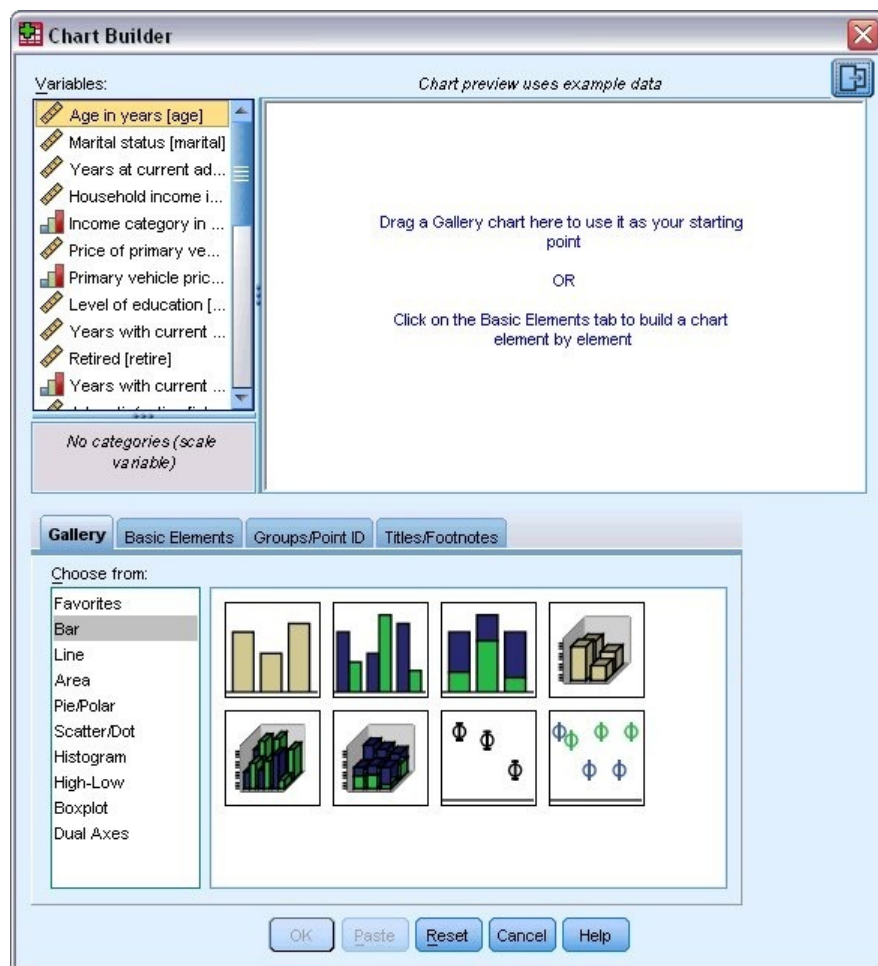 Chart Builder
Variables:
Chart preview uses example data
Age in years [age]
Marital status [marital]
Years at current ad...
Household income i...
Income category in ...
Price of primary ve...
Primary vehicle pric...
Level of education [...
Years with current ...
Retired [retire]
Years with current ...
No categories (scale
variable)
Drag a Gallery chart here to use it as your starting
point
OR
Click on the Basic Elements tab to build a chart
element by element
Gallery
Basic Elements
Groups/Point ID
Titles/Footnotes
Choose from:
Favorites
Bar
Line
Area
Pie/Polar
Scatter/Dot
Histogram
High-Low
Boxplot
Dual Axes
OK
Paste
Reset
Cancel
Help